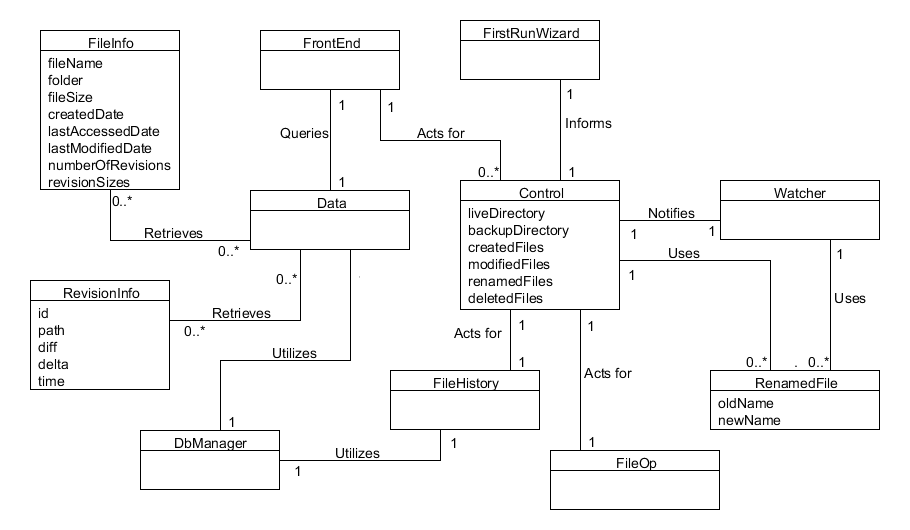 FileInfo
fileName
folder
fileSize
createdDate
lastAccessedDate
lastModifiedDate
numberOfRevisions
revisionSizes
0..*
Retrieves
0..*
FrontEnd
1
1
Queries
1
Acts for
0..*
FirstRunWizard
1
Informs
1
Data
0..*
Control
liveDirectory
backupDirectory
createdFiles
modifiedFiles
renamedFiles
deletedFiles
Notifies
1
1
Uses
1
Watcher
1
Uses
0..*
0..*
RevisionInfo
id
path
diff
delta
time
Retrieves
0..*
Utilizes
1
Acts for
1
1
1
Acts for
1
FileHistory
1
RenamedFile
oldName
newName
DbManager
Utilizes
1
FileOp